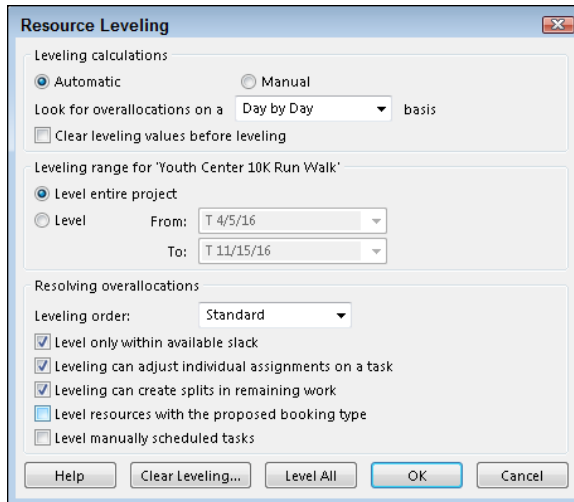 Resource Leveling
Leveling calculations
Automatic Manual
Look for overallocations on a Day by Day basis
Clear leveling values before leveling
Leveling range for 'Youth Center 10K Run Walk'
Level entire project
Level From: T 4/5/16
To: T 11/15/16
Resolving overallocations
Leveling order: Standard
Level only within available slack
Leveling can adjust individual assignments on a task
Leveling can create splits in remaining work
Level resources with the proposed booking type
Level manually scheduled tasks
Help Clear Leveling... Level All OK Cancel